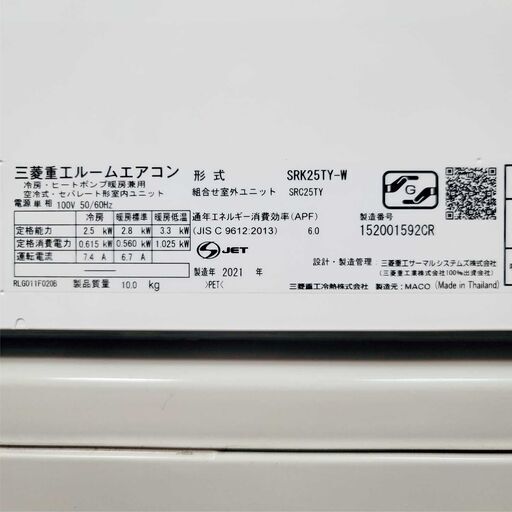 三菱重工ルームエアコン
冷房・ヒートポンプ暖房兼用
空冷式・セパレート形室内ユニット
電源 単相 100V 50/60Hz
形式 SRK25TY-W
組合せ室外ユニット SRC25TY
冷房 暖房標準 暖房低温
定格能力 2.5 kW 2.8 kW 3.3 kW
定格消費電力 0.615 kW 0.560 kW 1.025 kW
運転電流 7.4 A 6.7 A
RLG011F020B 製品質量 10.0 kg
通年エネルギー消費効率(APF)
(JIS C 9612:2013) 6.0
S JET
製造年 2021 年
>PET<
G
製造番号
152001592CR
設計・製造管理: 三菱重工サーマルシステムズ株式会社
(三菱重工業株式会社100%出資会社)
三菱重工冷熱株式会社 製造元: MACO (Made in Thailand)